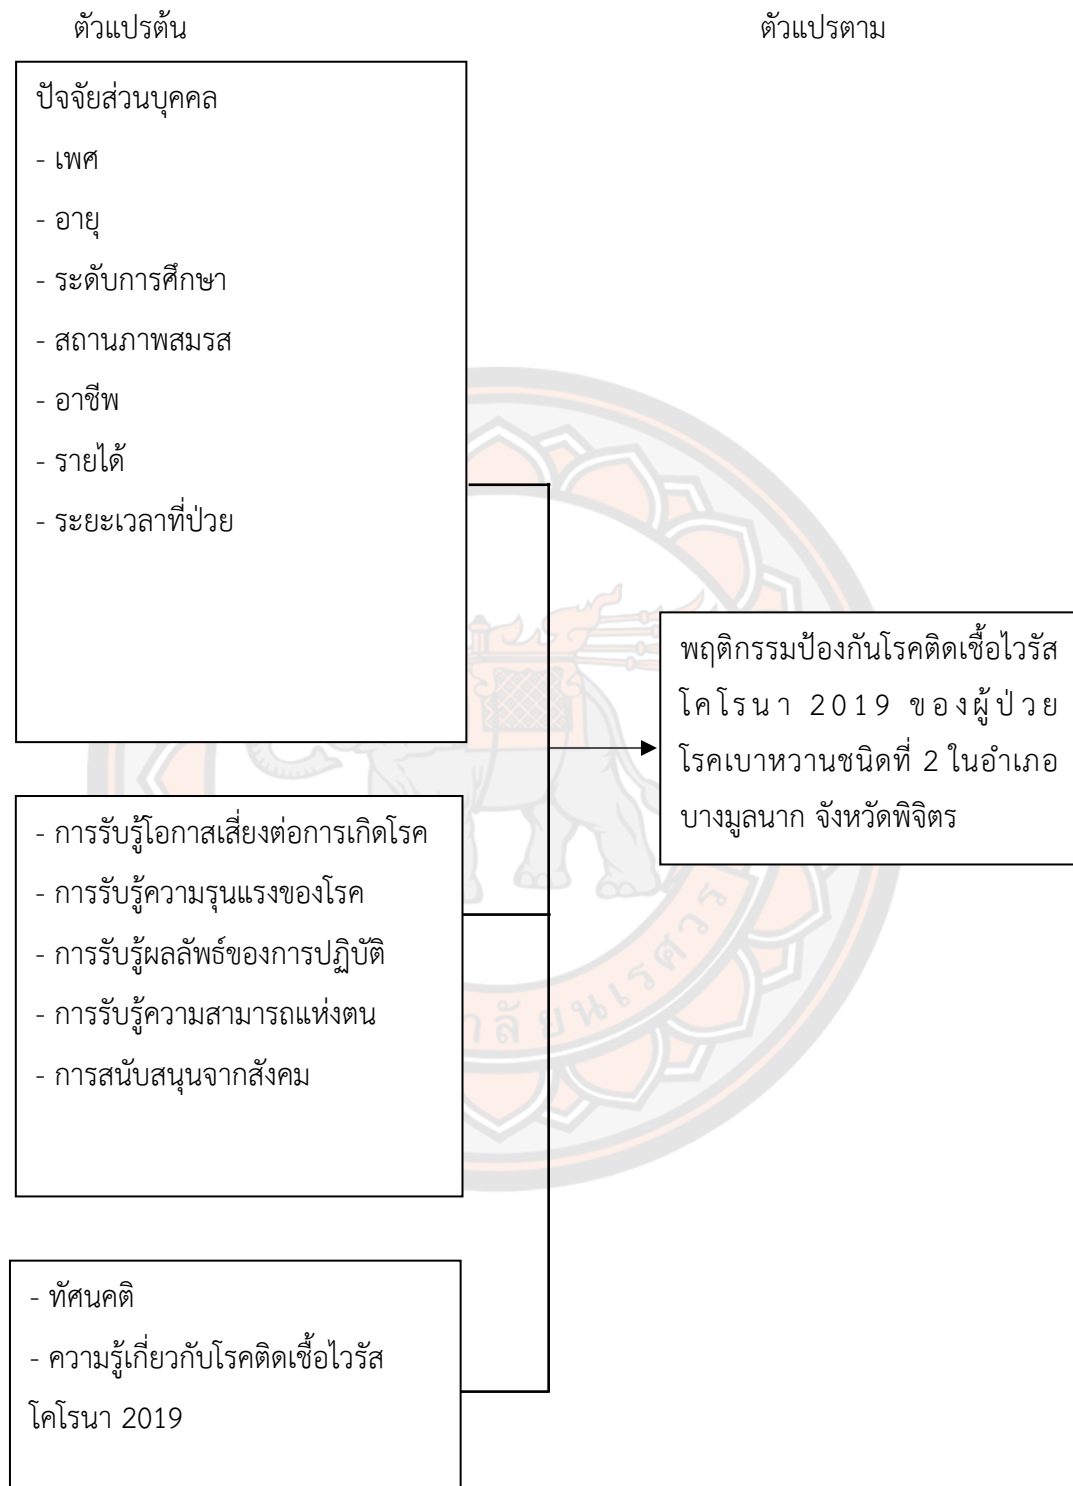 ตัวแปรต้น
ตัวแปรตาม
ปัจจัยส่วนบุคคล
- เพศ
- อายุ
- ระดับการศึกษา
- สถานภาพสมรส
- อาชีพ
- รายได้
- ระยะเวลาที่ป่วย
พฤติกรรมป้องกันโรคติดเชื้อไวรัส
โคโรนา 2019 ของผู้ป่วย
โรคเบาหวานชนิดที่ 2 ในอำเภอ
บางมูลนาก จังหวัดพิจิตร
- การรับรู้โอกาสเสี่ยงต่อการเกิดโรค
- การรับรู้ความรุนแรงของโรค
- การรับรู้ผลลัพธ์ของการปฏิบัติ
- การรับรู้ความสามารถแห่งตน
- การสนับสนุนจากสังคม
- ทัศนคติ
- ความรู้เกี่ยวกับโรคติดเชื้อไวรัส
โคโรนา 2019